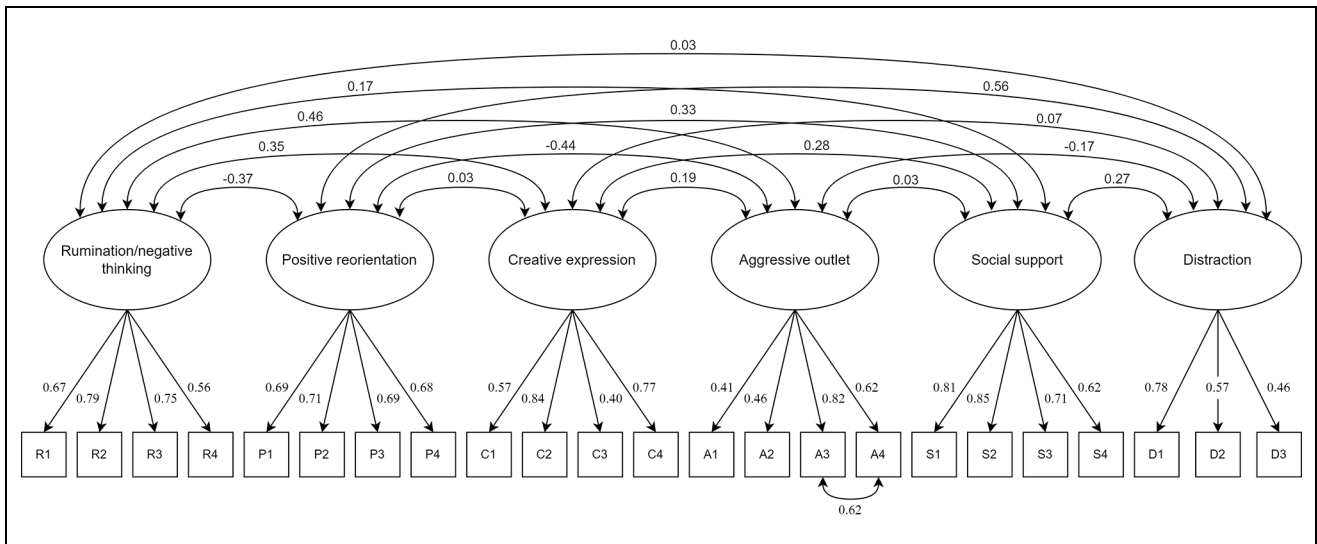 0.03
0.17
0.56
0.46
0.33
0.07
0.35
-0.44
0.28
-0.17
-0.37
0.03
0.19
0.03
0.27
Rumination/negative
thinking
Positive reorientation
Creative expression
Aggressive outlet
Social support
Distraction
0.67
0.79
0.75
0.56
0.69
0.71
0.69
0.68
0.57
0.84
0.40
0.77
0.41
0.46
0.82
0.62
0.81
0.85
0.71
0.62
0.78
0.57
0.46
R1
R2
R3
R4
P1
P2
P3
P4
C1
C2
C3
C4
A1
A2
A3
A4
S1
S2
S3
S4
D1
D2
D3
0.62